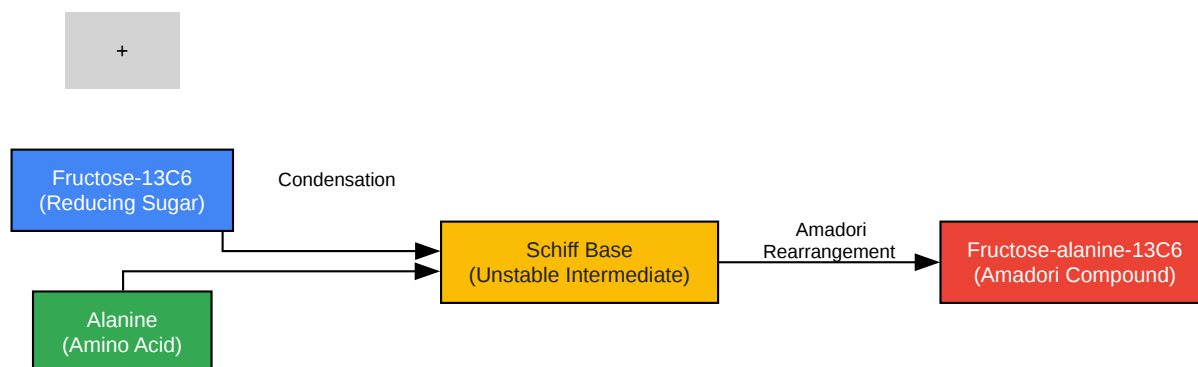 +
Fructose-13C6
(Reducing Sugar)
Condensation
Alanine
(Amino Acid)
Schiff Base
(Unstable Intermediate)
Amadori
Rearrangement
Fructose-alanine-13C6
(Amadori Compound)